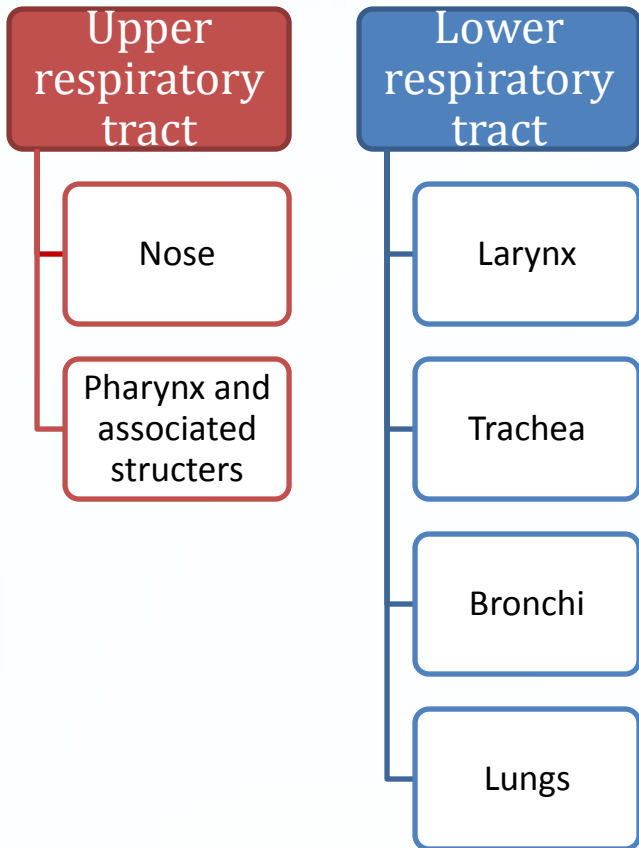 Upper
respiratory
tract
Nose
Pharynx and
associated
structers
Lower
respiratory
tract
Larynx
Trachea
Bronchi
Lungs